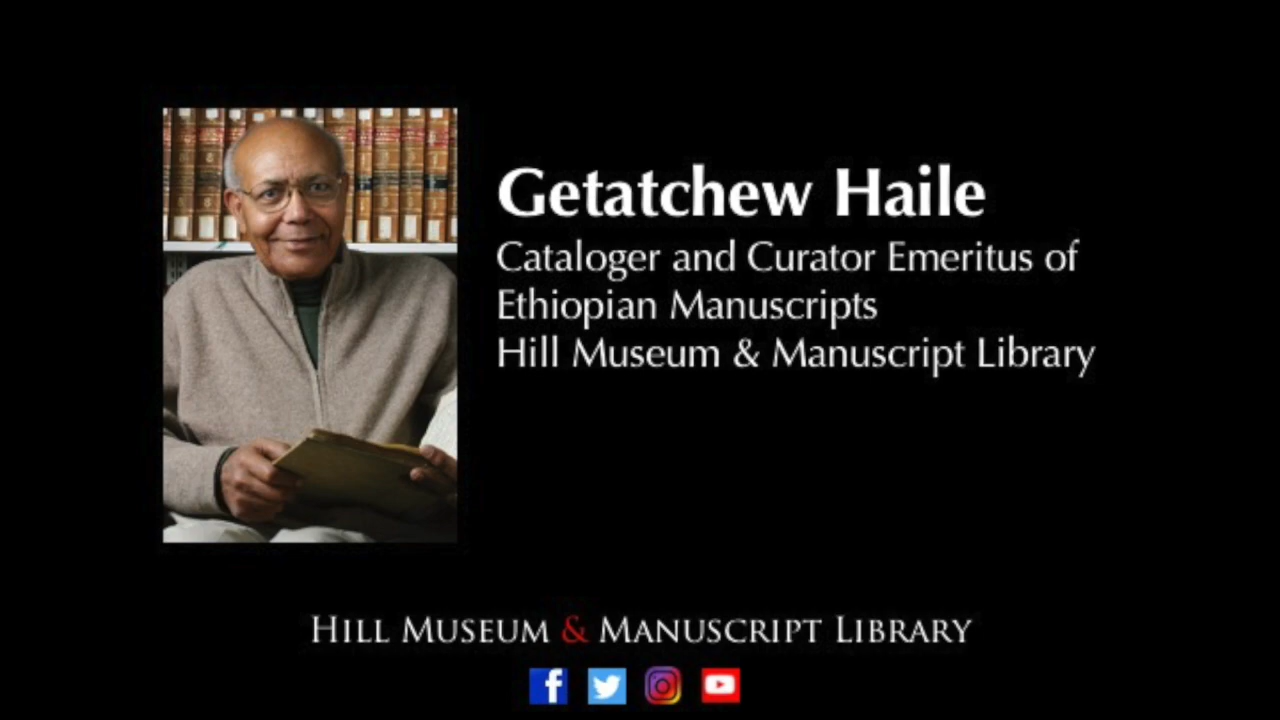 Getatchew Haile
Cataloger and Curator Emeritus of
Ethiopian Manuscripts
Hill Museum & Manuscript Library
HILL MUSEUM & MANUSCRIPT LIBRARY